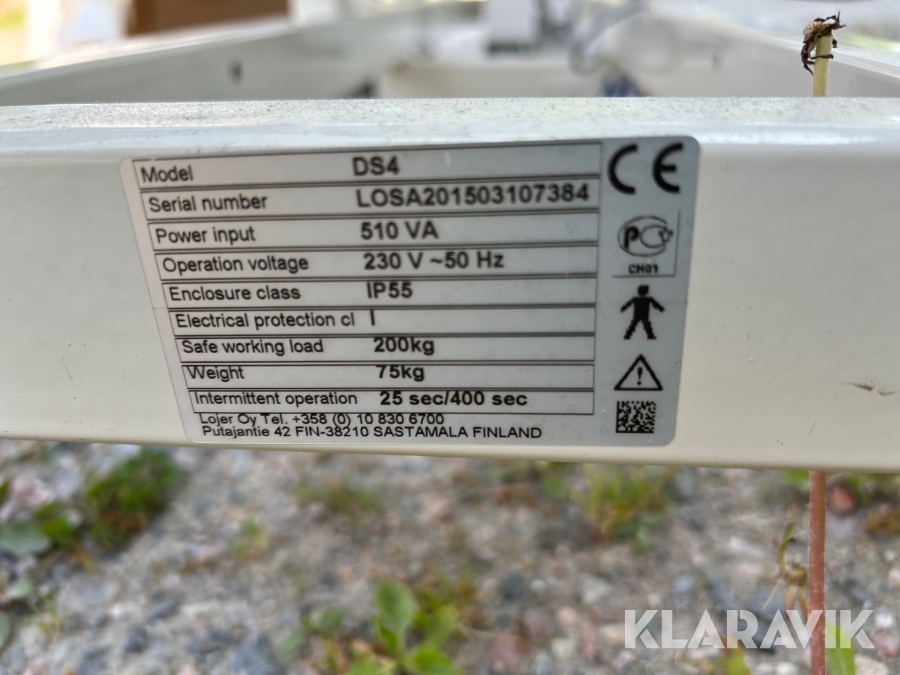 Model DS4
Serial number LOSA201503107384
Power input 510 VA
Operation voltage 230 V ~50 Hz
Enclosure class IP55
Electrical protection cl I
Safe working load 200kg
Weight 75kg
Intermittent operation 25 sec/400 sec
Lojer Oy Tel. +358 (0) 10 830 6700
Putajantie 42 FIN-38210 SASTAMALA FINLAND
CE
PC
CH01
KLARAVIK